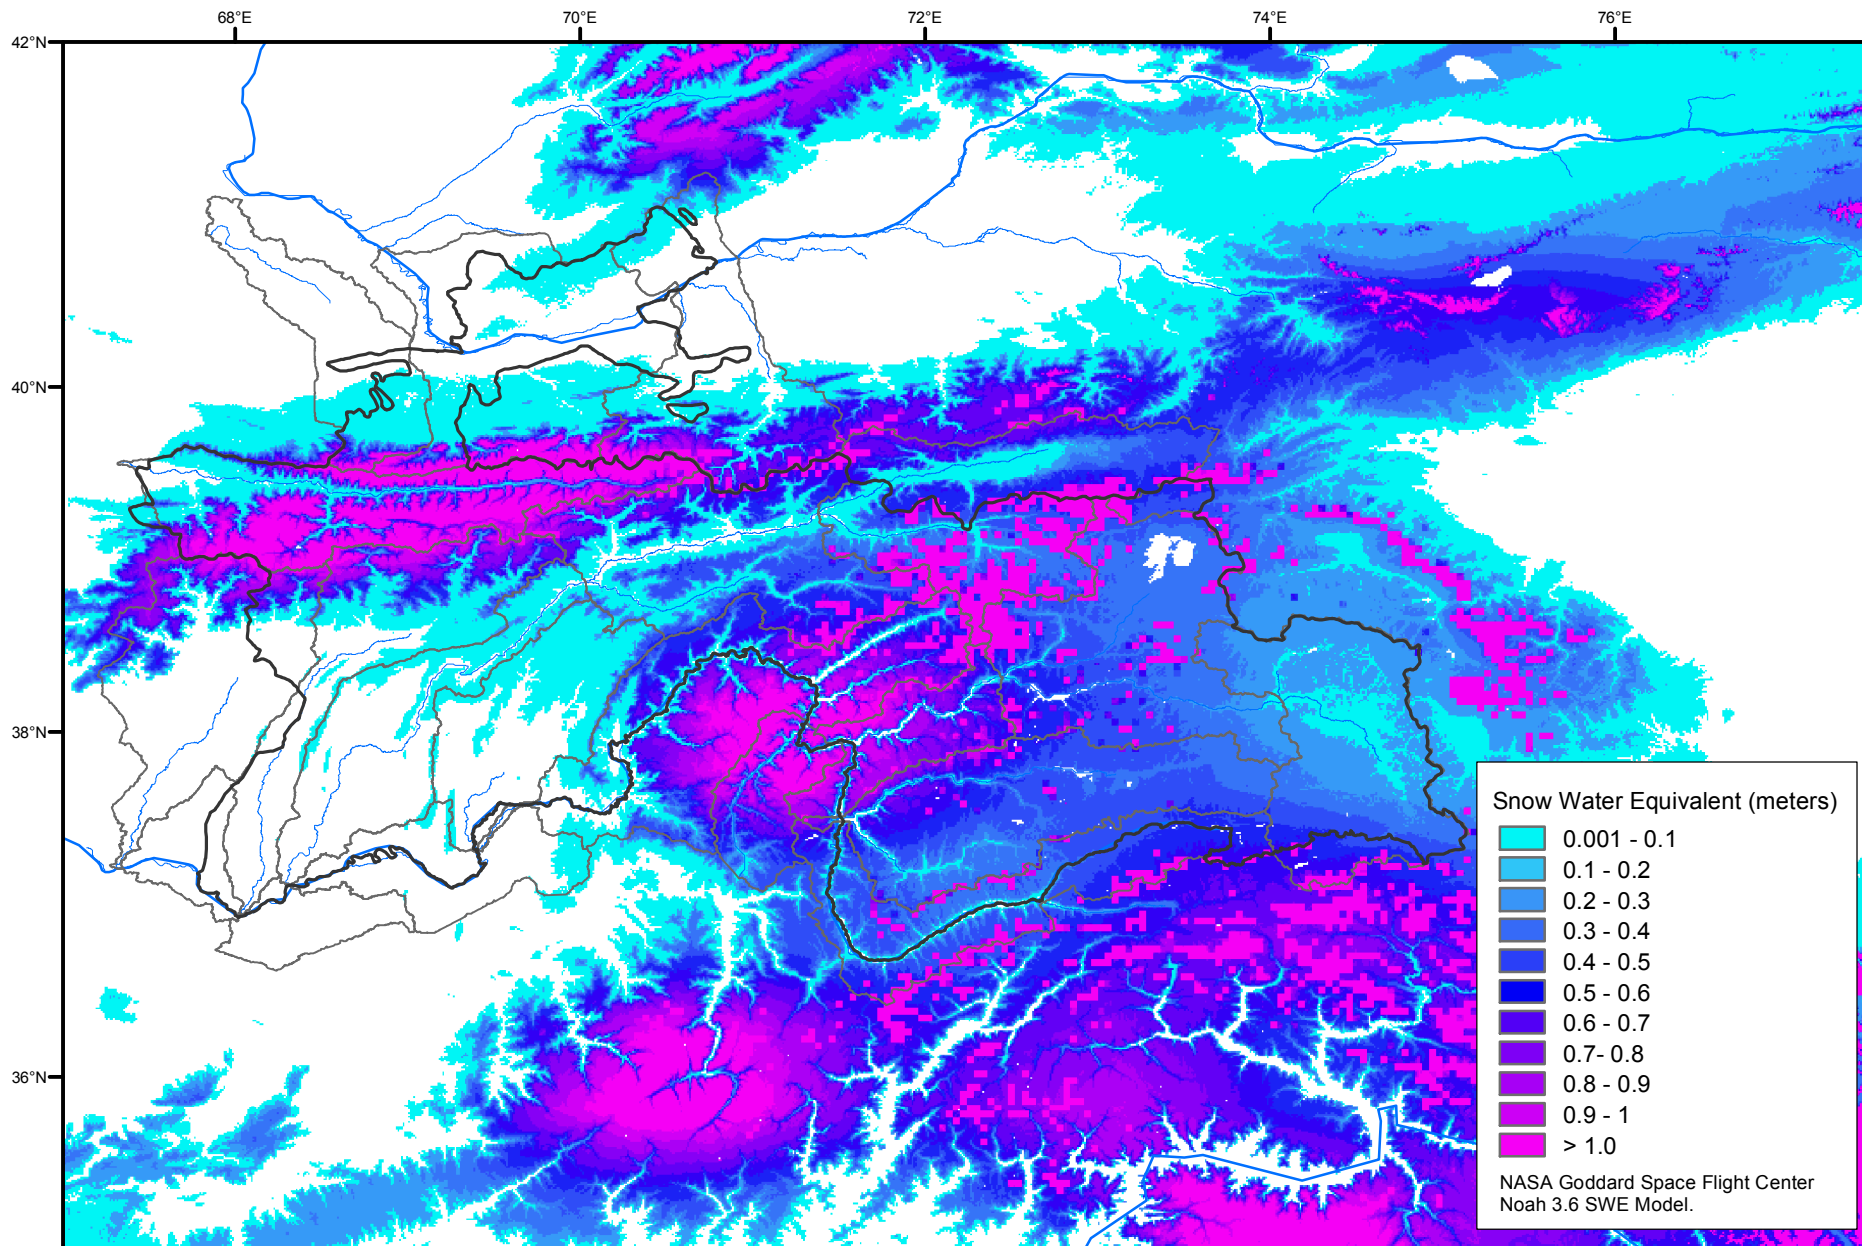 68°E
70°E
72°E
74°E
76°E
42°N
40°N
38°N
36°N
Snow Water Equivalent (meters)
0.001 - 0.1
0.1 - 0.2
0.2 - 0.3
0.3 - 0.4
0.4 - 0.5
0.5 - 0.6
0.6 - 0.7
0.7- 0.8
0.8 - 0.9
0.9 - 1
> 1.0
NASA Goddard Space Flight Center
Noah 3.6 SWE Model.